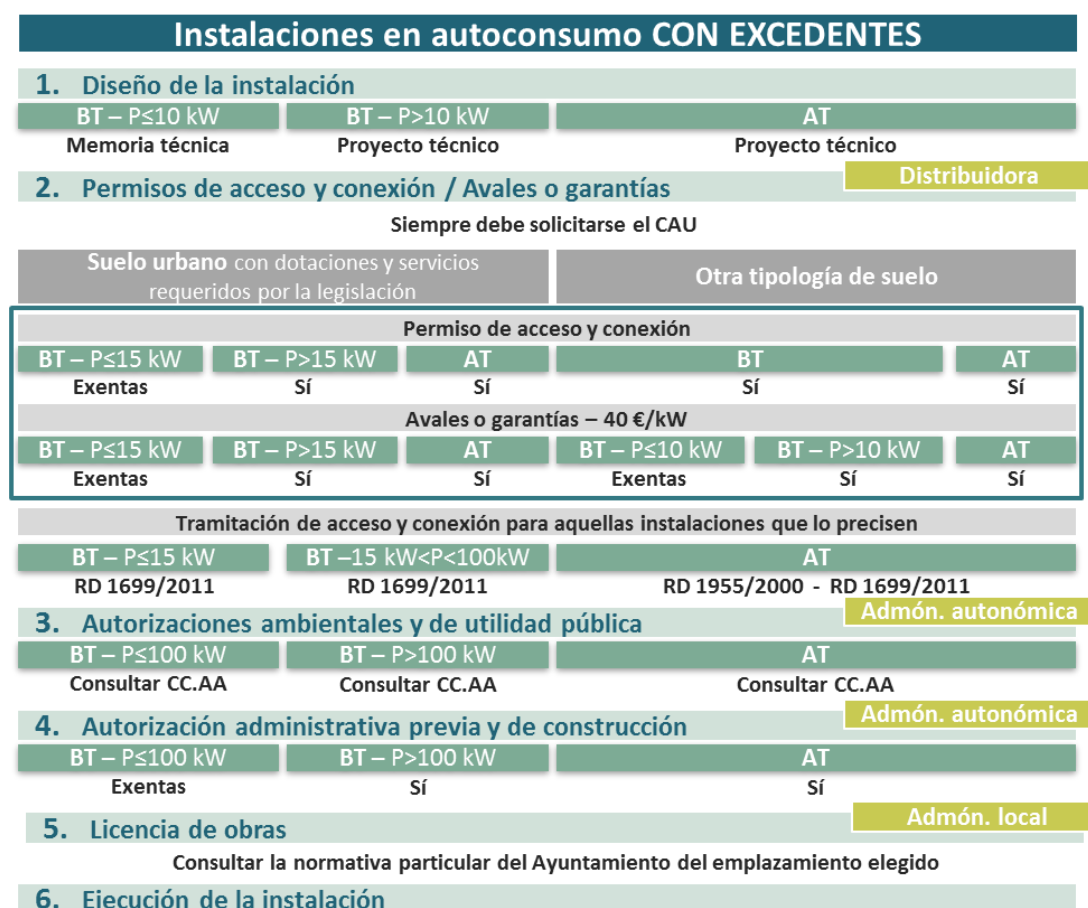 Instalaciones en autoconsumo CON EXCEDENTES
1. Diseño de la instalación
BT – P≤10 kW BT – P>10 kW AT
Memoria técnica Proyecto técnico Proyecto técnico
Distribuidora
2. Permisos de acceso y conexión / Avales o garantías
Siempre debe solicitarse el CAU
Suelo urbano con dotaciones y servicios
requeridos por la legislación
Otra tipología de suelo
Permiso de acceso y conexión
BT – P≤15 kW BT – P>15 kW AT BT AT
Exentas Sí Sí Sí Sí
Avales o garantías – 40 €/kW
BT – P≤15 kW BT – P>15 kW AT BT – P≤10 kW BT – P>10 kW AT
Exentas Sí Sí Exentas Sí Sí
Tramitación de acceso y conexión para aquellas instalaciones que lo precisen
BT – P≤15 kW BT –15 kW<P<100kW AT
RD 1699/2011 RD 1699/2011 RD 1955/2000 - RD 1699/2011
Admón. autonómica
3. Autorizaciones ambientales y de utilidad pública
BT – P≤100 kW BT – P>100 kW AT
Consultar CC.AA Consultar CC.AA Consultar CC.AA
Admón. autonómica
4. Autorización administrativa previa y de construcción
BT – P≤100 kW BT – P>100 kW AT
Exentas Sí Sí
Admón. local
5. Licencia de obras
Consultar la normativa particular del Ayuntamiento del emplazamiento elegido
6. Ejecución de la instalación